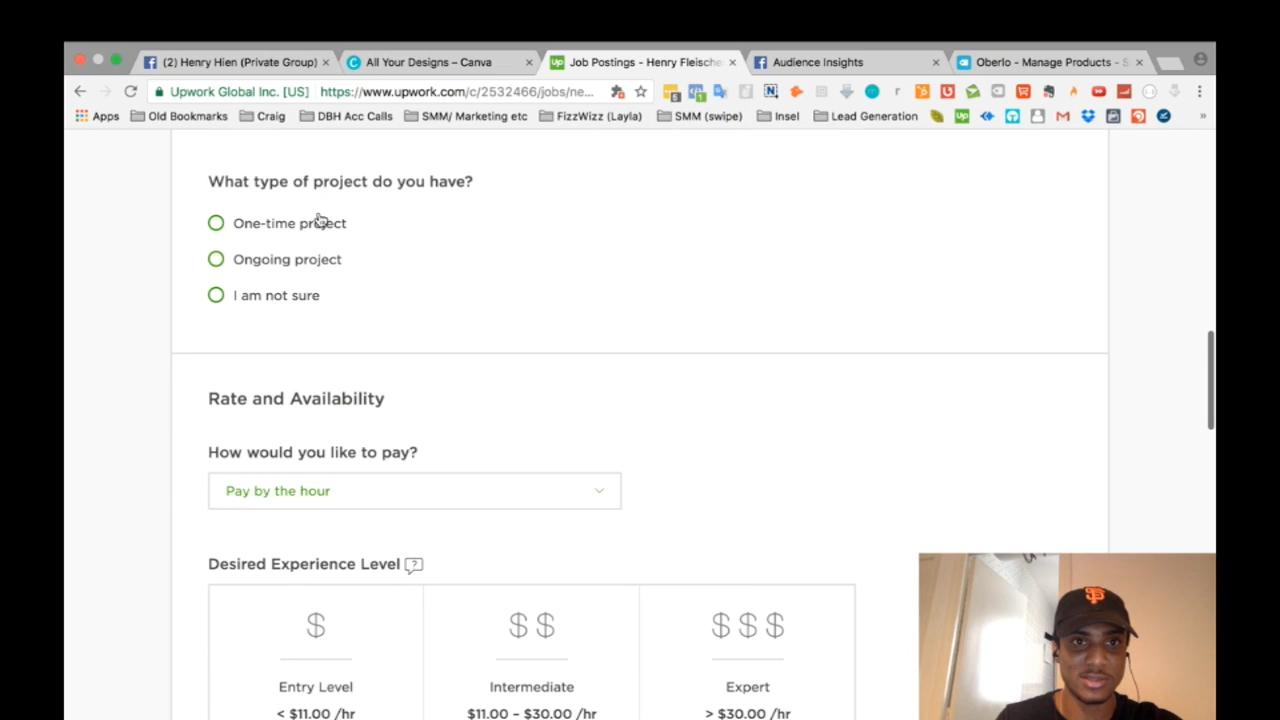 (2) Henry Hien (Private Group)
All Your Designs – Canva
Job Postings - Henry Fleische
Audience Insights
Oberlo - Manage Products - S
Upwork Global Inc. [US] https://www.upwork.com/c/2532466/jobs/ne...
Apps Old Bookmarks Craig DBH Acc Calls SMM/ Marketing etc FizzWizz (Layla) SMM (swipe) Insel Lead Generation »
What type of project do you have?
One-time project
Ongoing project
I am not sure
Rate and Availability
How would you like to pay?
Pay by the hour
Desired Experience Level ?
$ $$ $$$
Entry Level Intermediate Expert
< $11.00 /hr $11.00 – $30.00 /hr > $30.00 /hr